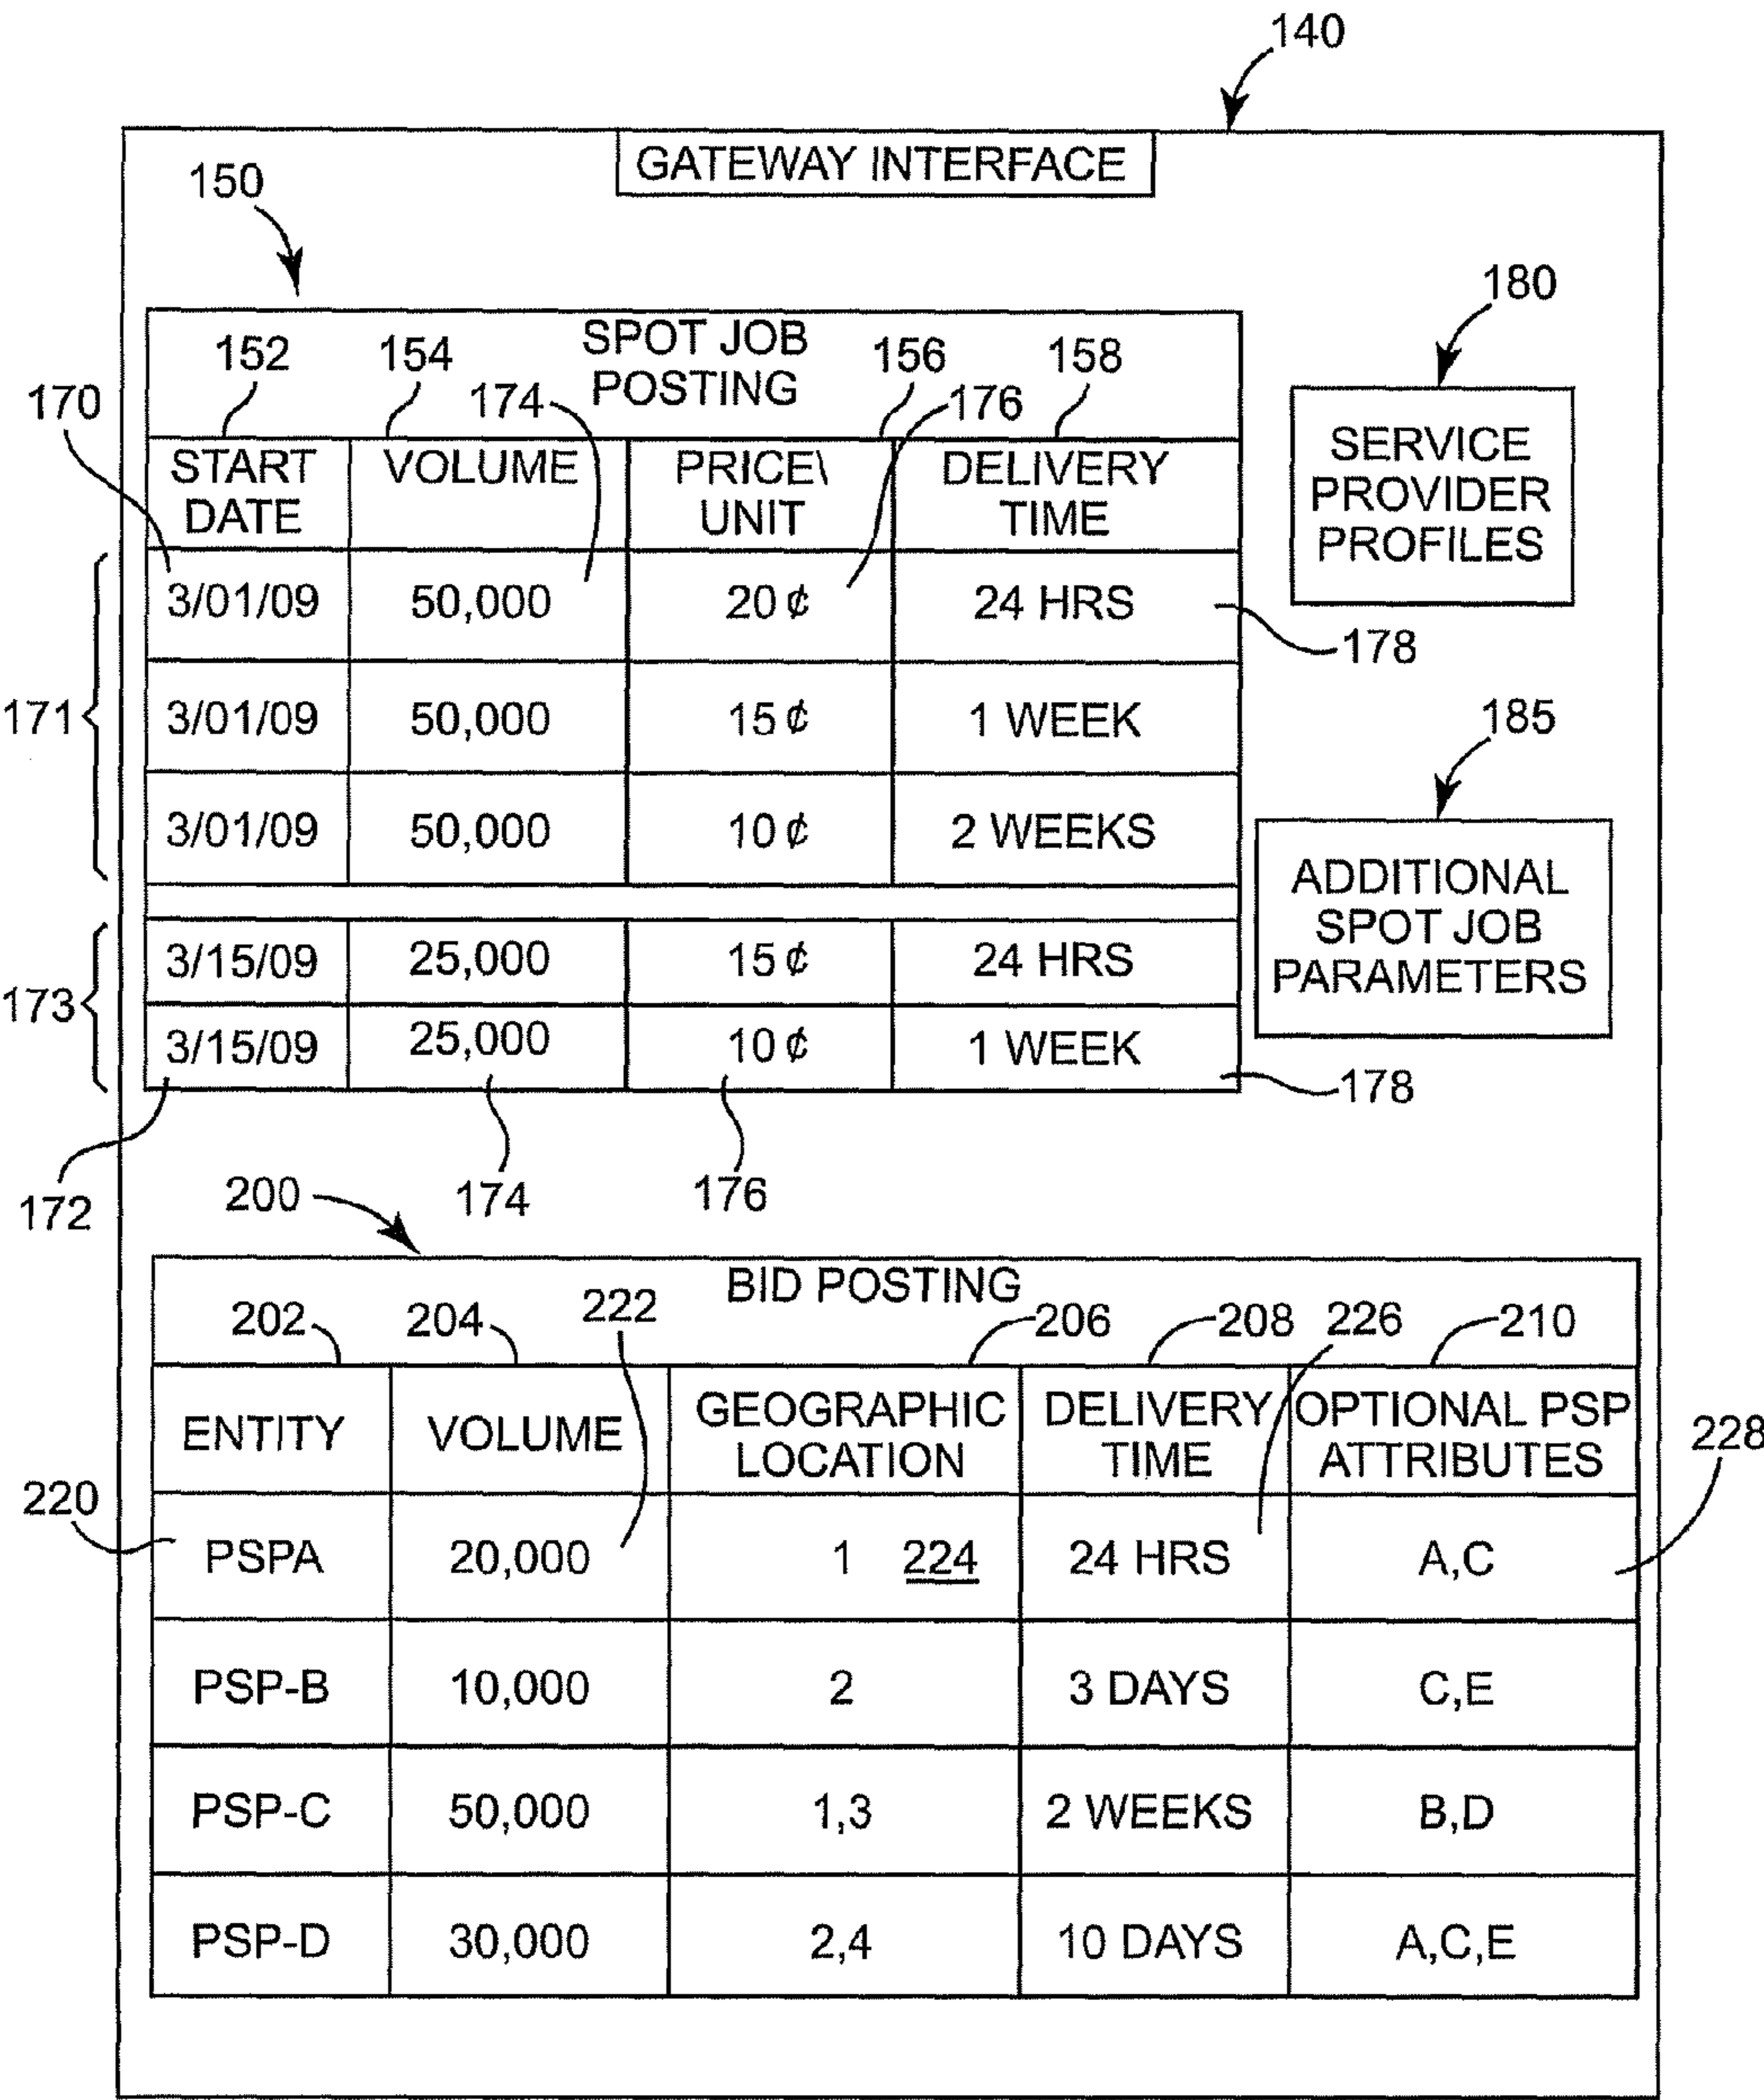 140
GATEWAY INTERFACE
150
180
SPOT JOB
POSTING
152
154
156
158
170
174
176
START
DATE
VOLUME
PRICE\
UNIT
DELIVERY
TIME
SERVICE
PROVIDER
PROFILES
3/01/09 50,000 20 ¢ 24 HRS
178
171
3/01/09 50,000 15 ¢ 1 WEEK
185
3/01/09 50,000 10 ¢ 2 WEEKS
ADDITIONAL
SPOT JOB
PARAMETERS
173
3/15/09 25,000 15 ¢ 24 HRS
3/15/09 25,000 10 ¢ 1 WEEK
178
172
174
176
200
BID POSTING
202
204
222
206
208
226
210
ENTITY
VOLUME
GEOGRAPHIC
LOCATION
DELIVERY
TIME
OPTIONAL PSP
ATTRIBUTES
228
220
PSPA 20,000 1 224 24 HRS A,C
PSP-B 10,000 2 3 DAYS C,E
PSP-C 50,000 1,3 2 WEEKS B,D
PSP-D 30,000 2,4 10 DAYS A,C,E